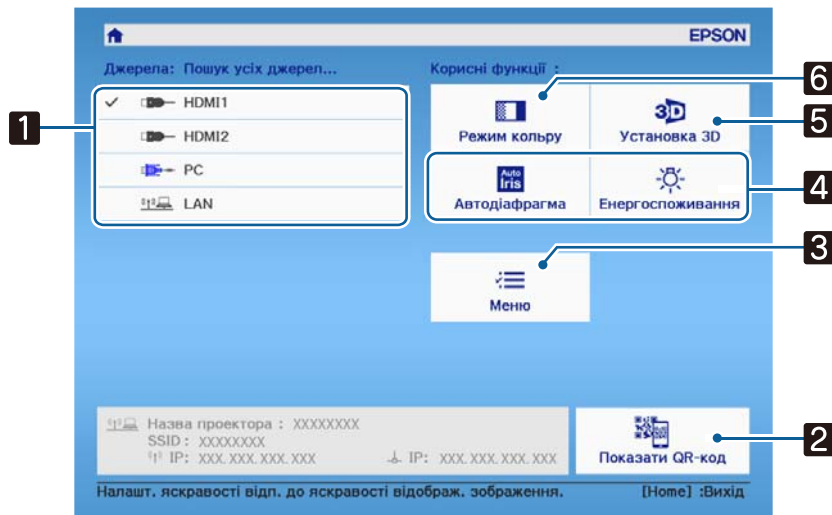 EPSON
Джерела: Пошук усіх джерел...
HDMI1
HDMI2
PC
LAN
Корисні функції :
Режим кольру
3D
Установка 3D
Auto
Iris
Автодіафрагма
Енергоспоживання
Меню
Назва проектора : XXXXXXXX
SSID : XXXXXXXX
IP: XXX. XXX. XXX. XXX
IP: XXX. XXX. XXX. XXX
Показати QR-код
Налашт. яскравості відп. до яскравості відображ. зображення.
[Home] :Вихід
1
6
5
4
3
2